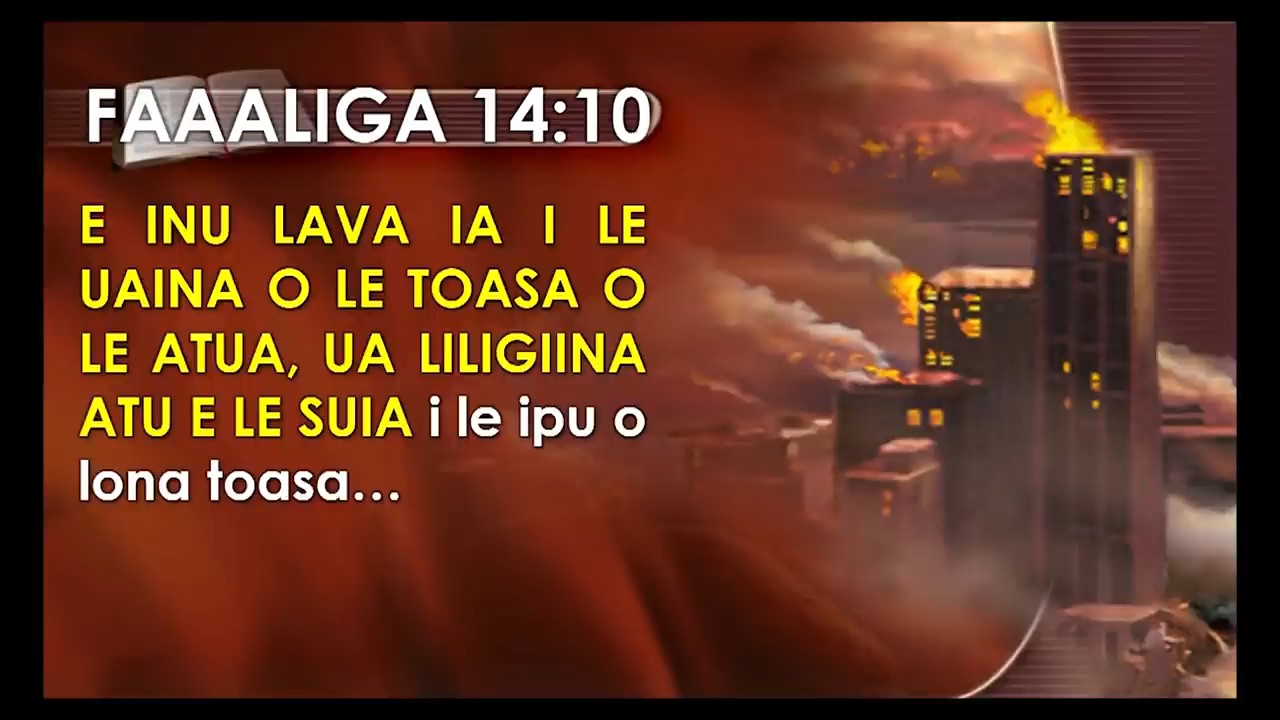 FAAALIGA 14:10
E INU LAVA IA I LE
UAINA O LE TOASA O
LE ATUA, UA LILIGIINA
ATU E LE SUIA i le ipu o
lona toasa…